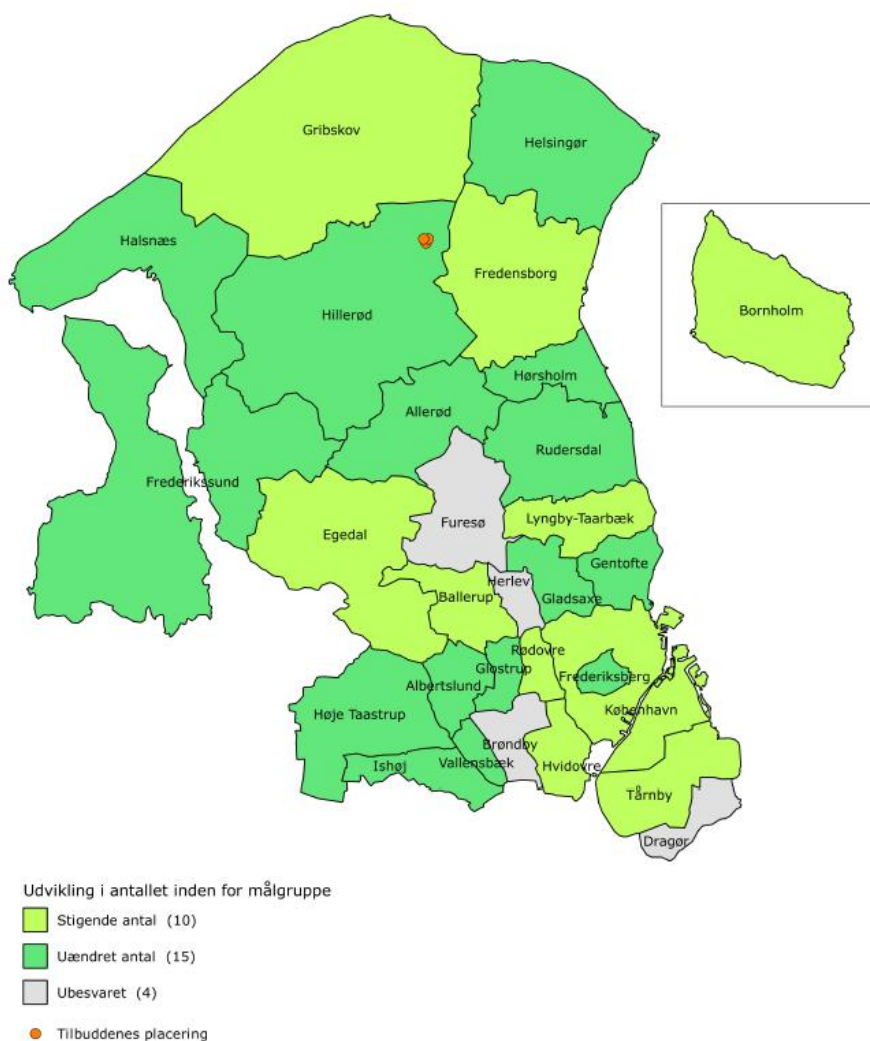 Gribskov
Helsingør
Halsnæs
Fredensborg
Bornholm
Hillerød
Hørsholm
Allerød
Rudersdal
Frederikssund
Furesø
Lyngby-Taarbæk
Egedal
Gentofte
Herlev
Ballerup
Gladsaxe
Rødovre
Glostrup
Frederiksberg
Albertslund
København
Høje Taastrup
Brøndby
Vallensbæk
Ishøj
Hvidovre
Tårnby
Dragør
Udvikling i antallet inden for målgruppe
Stigende antal (10)
Uændret antal (15)
Ubesvaret (4)
Tilbuddenes placering